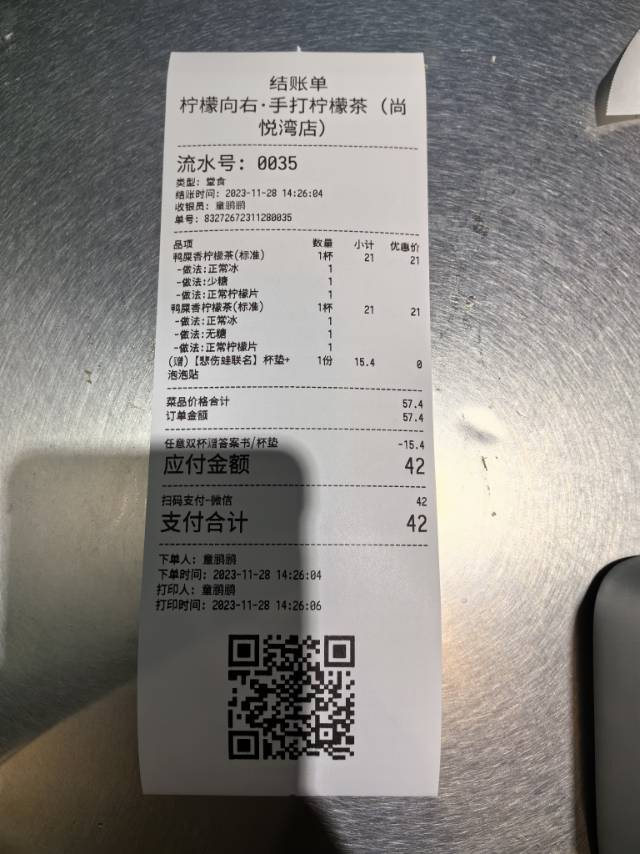 结账单
柠檬向右·手打柠檬茶（尚
悦湾店）
流水号: 0035
类型: 堂食
结账时间: 2023-11-28 14:26:04
收银员: 童鹏鹏
单号: 83272672311280035
品项 数量 小计 优惠价
鸭屎香柠檬茶(标准) 1杯 21 21
-做法:正常冰 1
-做法:少糖 1
-做法:正常柠檬片 1
鸭屎香柠檬茶(标准) 1杯 21 21
-做法:正常冰 1
-做法:无糖 1
-做法:正常柠檬片 1
(赠)【悲伤蛙联名】杯垫+ 1份 15.4 0
泡泡贴
菜品价格合计 57.4
订单金额 57.4
任意双杯赠答案书/杯垫 -15.4
应付金额 42
扫码支付-微信 42
支付合计 42
下单人: 童鹏鹏
下单时间: 2023-11-28 14:26:04
打印人: 童鹏鹏
打印时间: 2023-11-28 14:26:06